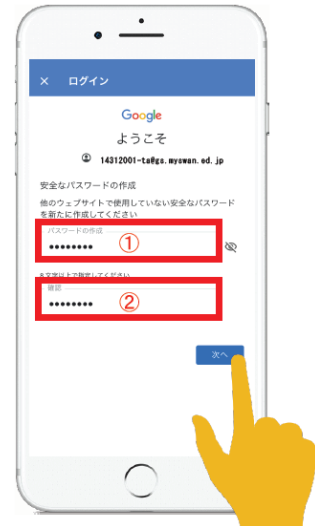 × ログイン
Google
ようこそ
14312001-ta@gs.myswan.ed.jp
安全なパスワードの作成
他のウェブサイトで使用していない安全なパスワード
を新たに作成してください
パスワードの作成
•••••••• ①
8文字以上で指定してください
確認
•••••••• ②
次へ